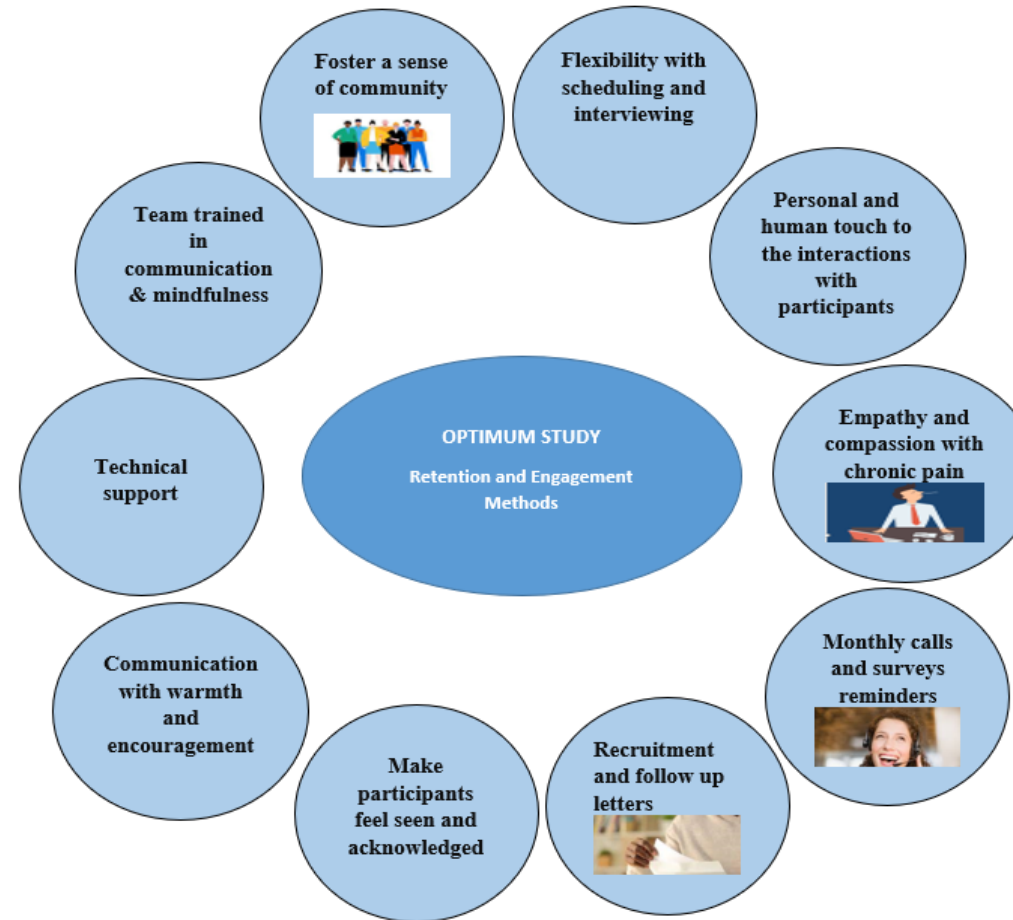 Foster a sense
of community
Flexibility with
scheduling and
interviewing
Personal and
human touch to
the interactions
with
participants
Empathy and
compassion with
chronic pain
Monthly calls
and surveys
reminders
Recruitment
and follow up
letters
Make
participants
feel seen and
acknowledged
Communication
with warmth
and
encouragement
Technical
support
Team trained
in
communication
& mindfulness
OPTIMUM STUDY
Retention and Engagement
Methods